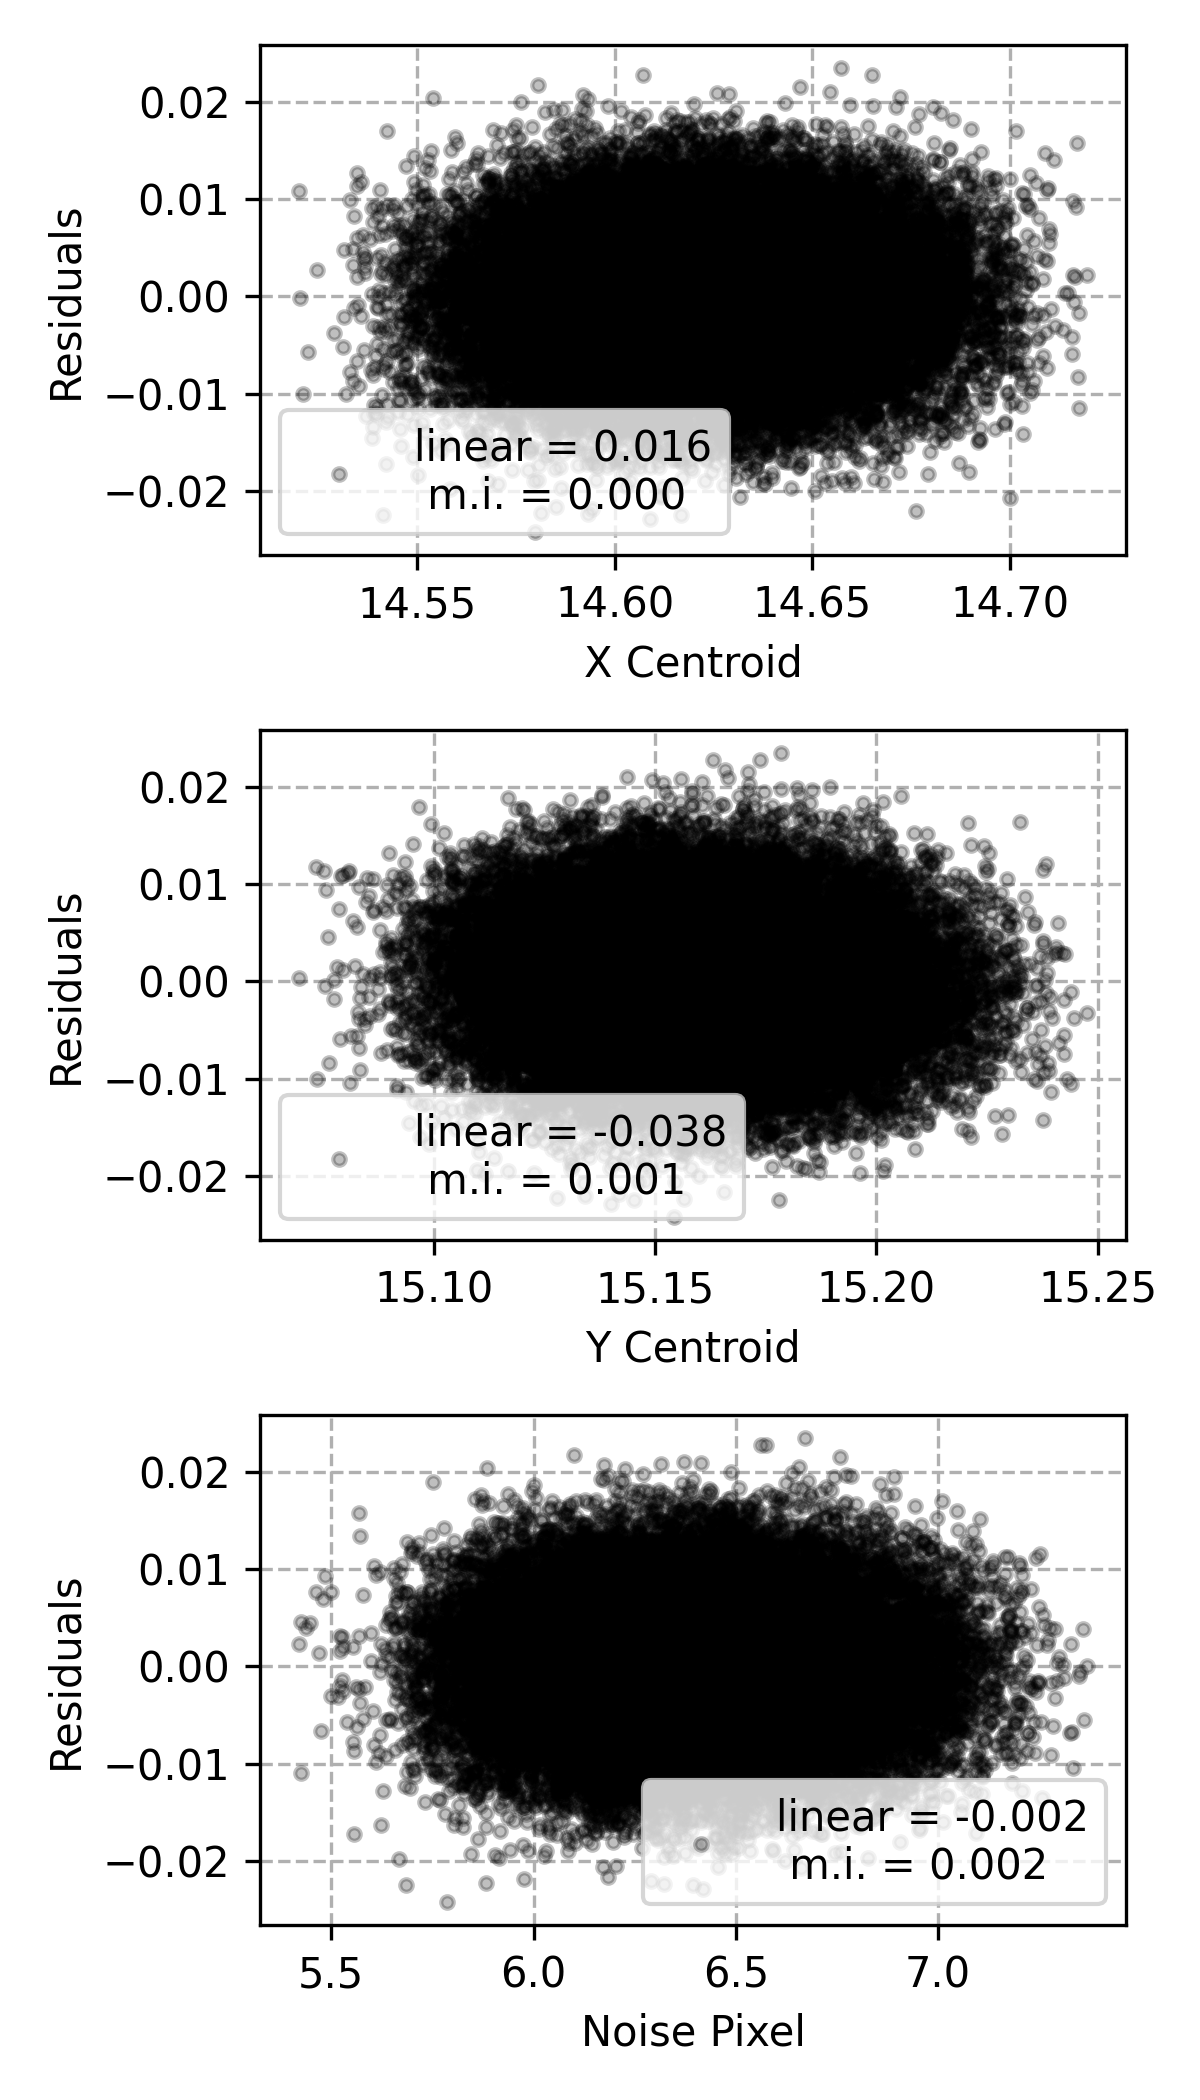 0.02
0.01
0.00
−0.01
−0.02
Residuals
linear = 0.016
m.i. = 0.000
14.55 14.60 14.65 14.70
X Centroid
0.02
0.01
0.00
−0.01
−0.02
Residuals
linear = -0.038
m.i. = 0.001
15.10 15.15 15.20 15.25
Y Centroid
0.02
0.01
0.00
−0.01
−0.02
Residuals
linear = -0.002
m.i. = 0.002
5.5 6.0 6.5 7.0
Noise Pixel